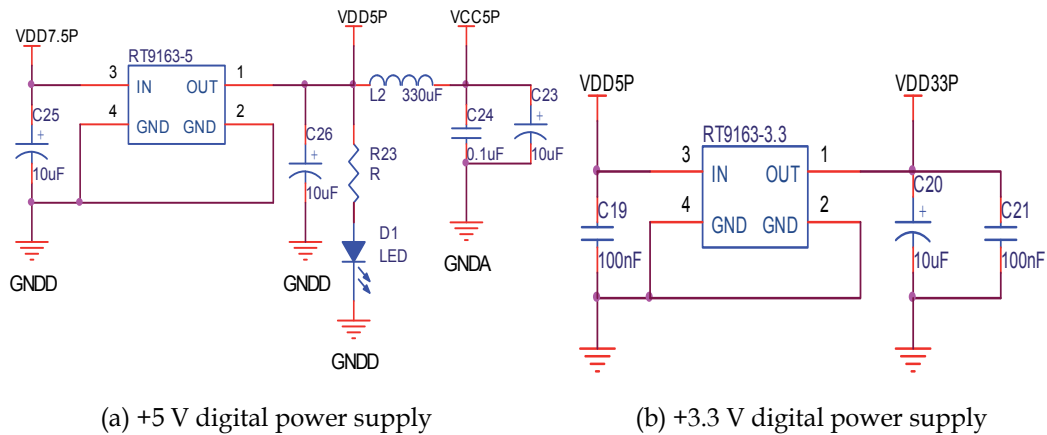 VDD7.5P
RT9163-5
3
IN
OUT
1
4
GND
GND
2
C25
+
10uF
GNDD
VDD5P
C26
+
10uF
GNDD
L2
330uF
R23
R
D1
LED
GNDD
VCC5P
C24
0.1uF
C23
+
10uF
GNDA
(a) +5 V digital power supply
VDD5P
RT9163-3.3
3
IN
OUT
1
4
GND
GND
2
C19
100nF
VDD33P
C20
+
10uF
C21
100nF
(b) +3.3 V digital power supply